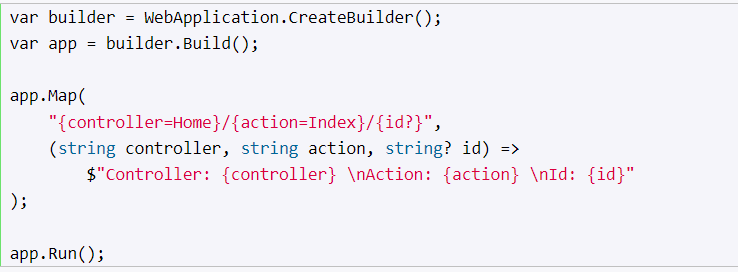 var builder = WebApplication.CreateBuilder();
var app = builder.Build();

app.Map(
    "{controller=Home}/{action=Index}/{id?}",
    (string controller, string action, string? id) =>
        $"Controller: {controller} \nAction: {action} \nId: {id}"
);

app.Run();